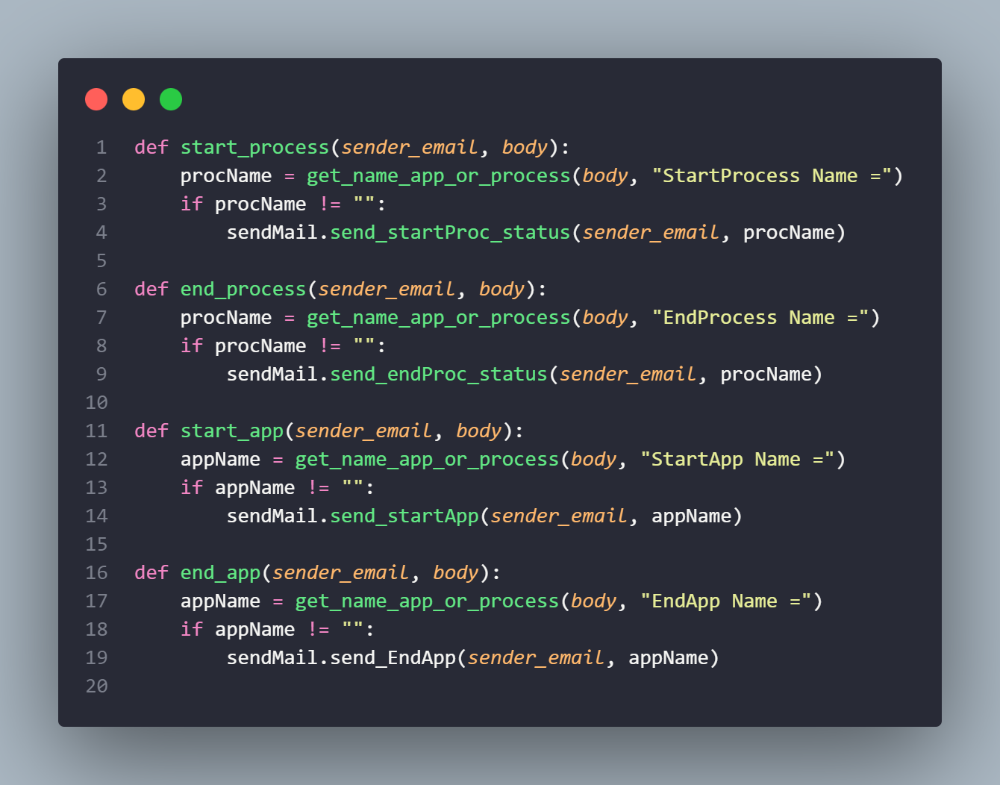 1 def start_process(sender_email, body):
2     procName = get_name_app_or_process(body, "StartProcess Name =")
3     if procName != "":
4         sendMail.send_startProc_status(sender_email, procName)
5
6 def end_process(sender_email, body):
7     procName = get_name_app_or_process(body, "EndProcess Name =")
8     if procName != "":
9         sendMail.send_endProc_status(sender_email, procName)
10
11 def start_app(sender_email, body):
12     appName = get_name_app_or_process(body, "StartApp Name =")
13     if appName != "":
14         sendMail.send_startApp(sender_email, appName)
15
16 def end_app(sender_email, body):
17     appName = get_name_app_or_process(body, "EndApp Name =")
18     if appName != "":
19         sendMail.send_EndApp(sender_email, appName)
20